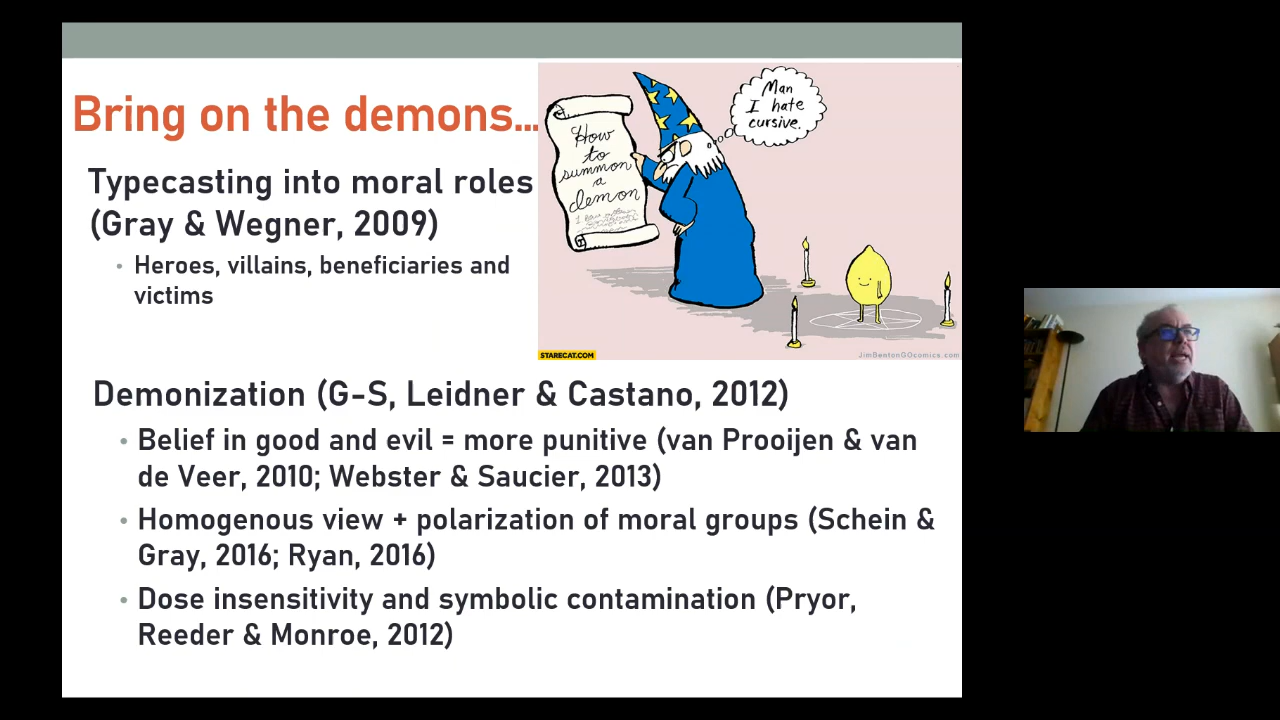 Bring on the demons...
Typecasting into moral roles
(Gray & Wegner, 2009)
• Heroes, villains, beneficiaries and
victims
How
to
summon
a
demon
Man
I hate
cursive.
STARECAT.COM
JimBentonGOcomics.com
Demonization (G-S, Leidner & Castano, 2012)
• Belief in good and evil = more punitive (van Prooijen & van
de Veer, 2010; Webster & Saucier, 2013)
• Homogenous view + polarization of moral groups (Schein &
Gray, 2016; Ryan, 2016)
• Dose insensitivity and symbolic contamination (Pryor,
Reeder & Monroe, 2012)